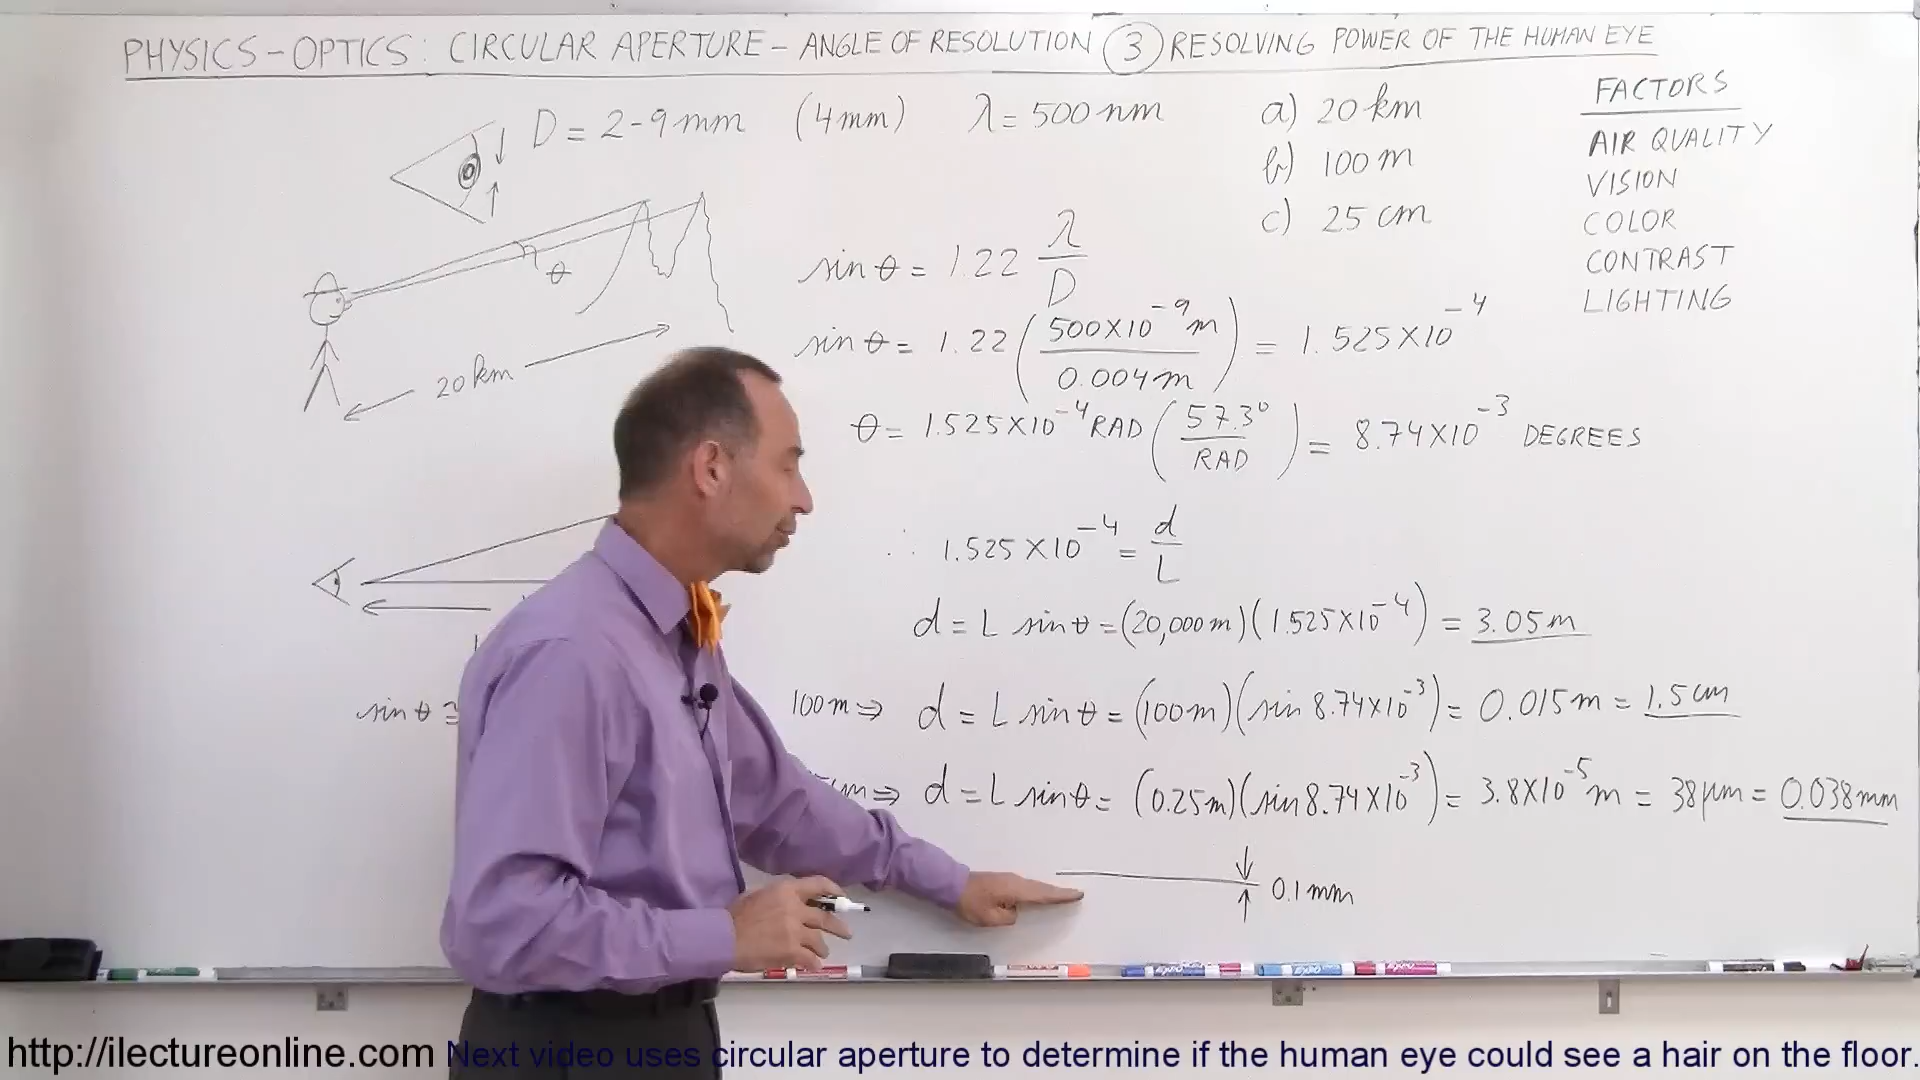 PHYSICS – OPTICS: CIRCULAR APERTURE – ANGLE OF RESOLUTION ③ RESOLVING POWER OF THE HUMAN EYE
D = 2-9 mm (4 mm) λ = 500 nm
a) 20 km
b) 100 m
c) 25 cm
FACTORS
AIR QUALITY
VISION
COLOR
CONTRAST
LIGHTING
θ
20 km
sin θ = 1.22 λ/D
sin θ = 1.22 (500×10⁻⁹ m / 0.004 m) = 1.525×10⁻⁴
θ = 1.525×10⁻⁴ RAD (57.3° / RAD) = 8.74×10⁻³ DEGREES
∴ 1.525×10⁻⁴ = d/L
d = L sin θ = (20,000 m)(1.525×10⁻⁴) = 3.05 m
sin θ
100 m ⇒ d = L sin θ = (100 m)(sin 8.74×10⁻³) = 0.015 m = 1.5 cm
cm ⇒ d = L sin θ = (0.25 m)(sin 8.74×10⁻³) = 3.8×10⁻⁵ m = 38 μm = 0.038 mm
0.1 mm
http://ilectureonline.com Next video uses circular aperture to determine if the human eye could see a hair on the floor.